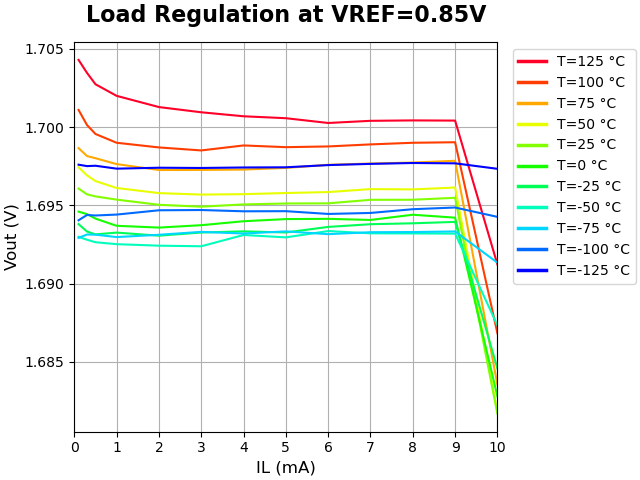 Load Regulation at VREF=0.85V
1.705
1.700
1.695
1.690
1.685
Vout (V)
0 1 2 3 4 5 6 7 8 9 10
IL (mA)
T=125 °C
T=100 °C
T=75 °C
T=50 °C
T=25 °C
T=0 °C
T=-25 °C
T=-50 °C
T=-75 °C
T=-100 °C
T=-125 °C